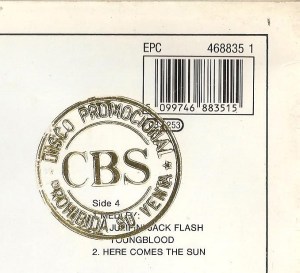 EPC 468835 1
099746 883515
253
DISCO PROMOCIONAL
CBS
PROHIBIDA SU VENTA
Side 4
MEDLEY:
JUMPIN' JACK FLASH
YOUNGBLOOD
2. HERE COMES THE SUN